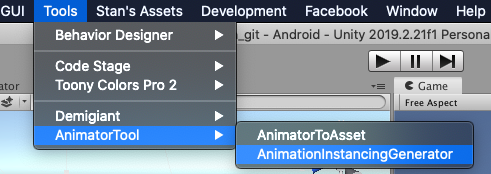 GUI Tools Stan's Assets Development Facebook Window Help
_git - Android - Unity 2019.2.21f1 Persona
Behavior Designer
Code Stage
Toony Colors Pro 2
Game
Free Aspect
Demigiant
AnimatorTool
AnimatorToAsset
AnimationInstancingGenerator